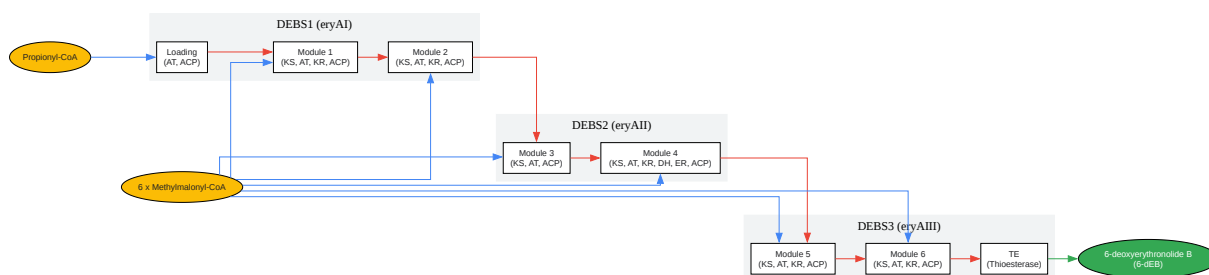 DEBS1 (eryAI)
Propionyl-CoA
Loading
(AT, ACP)
Module 1
(KS, AT, KR, ACP)
Module 2
(KS, AT, KR, ACP)
DEBS2 (eryAII)
Module 3
(KS, AT, ACP)
Module 4
(KS, AT, KR, DH, ER, ACP)
6 x Methylmalonyl-CoA
DEBS3 (eryAIII)
Module 5
(KS, AT, KR, ACP)
Module 6
(KS, AT, KR, ACP)
TE
(Thioesterase)
6-deoxyerythronolide B
(6-dEB)